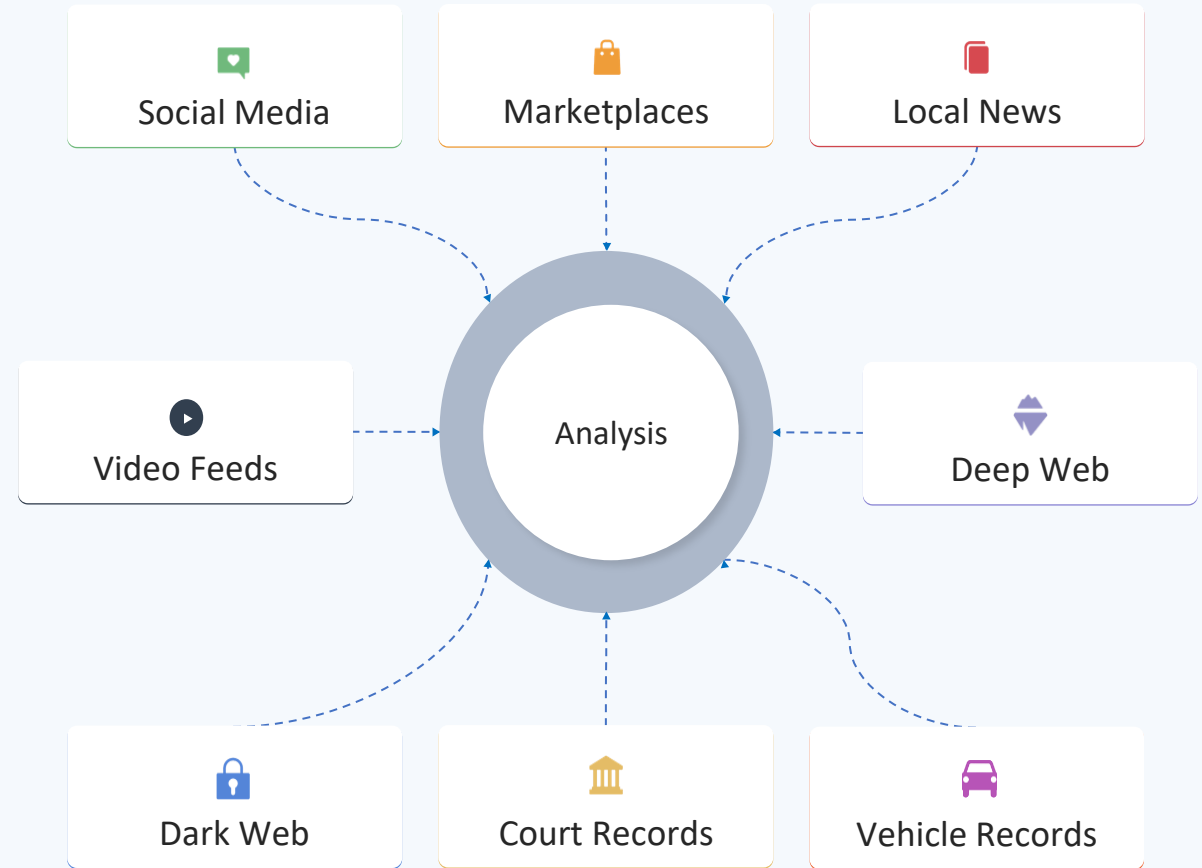 Social Media
Marketplaces
Local News
Video Feeds
Analysis
Deep Web
Dark Web
Court Records
Vehicle Records